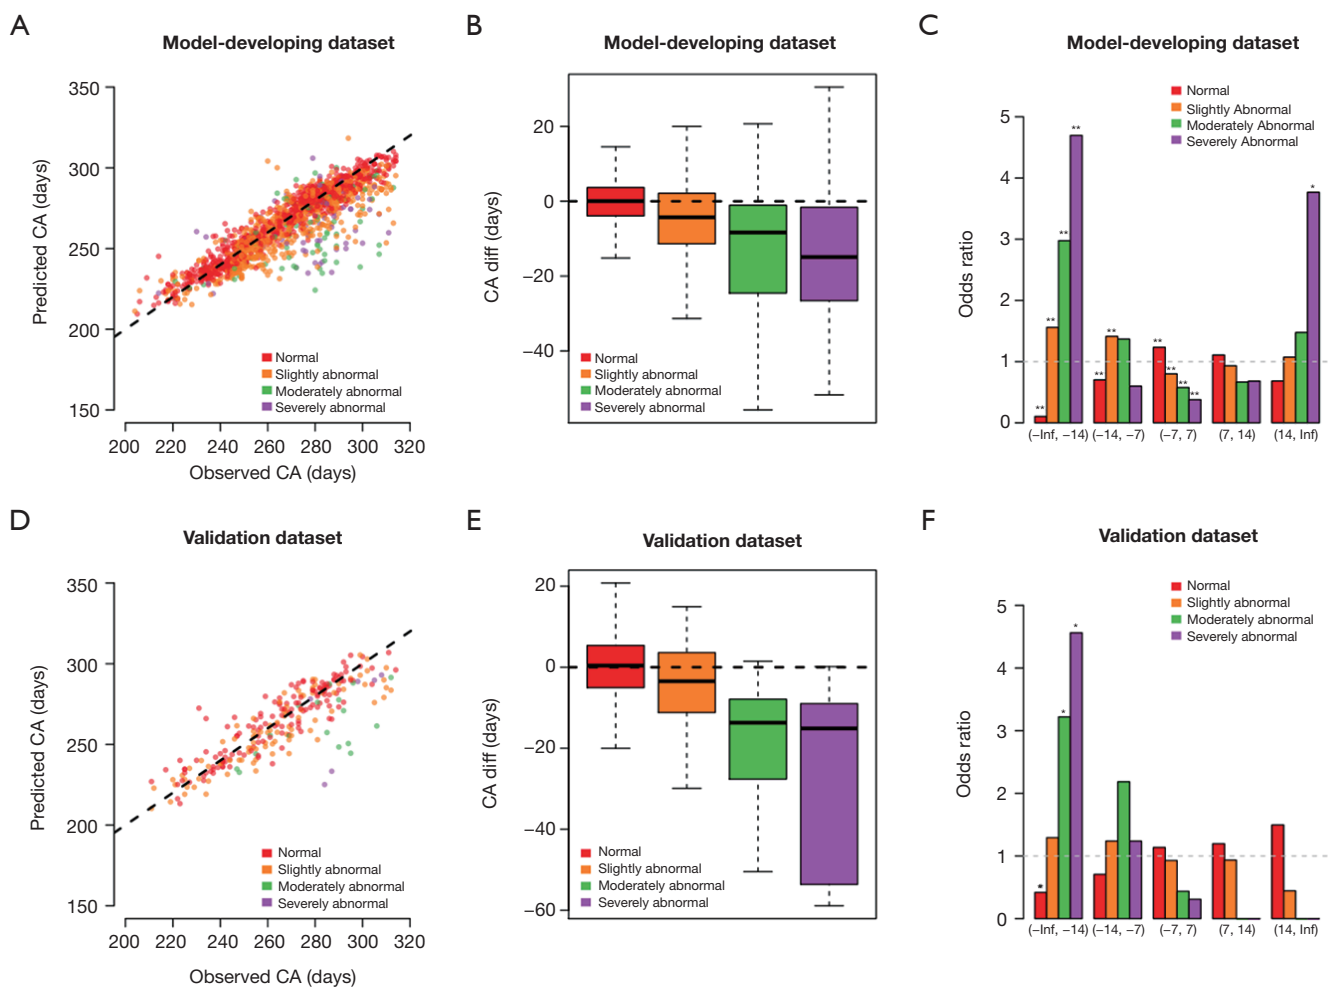 A
Model-developing dataset
350
300
250
200
150
Predicted CA (days)
Normal
Slightly abnormal
Moderately abnormal
Severely abnormal
200 220 240 260 280 300 320
Observed CA (days)
B
Model-developing dataset
20
0
−20
−40
CA diff (days)
Normal
Slightly abnormal
Moderately abnormal
Severely abnormal
C
Model-developing dataset
Normal
Slightly Abnormal
Moderately Abnormal
Severely Abnormal
5
4
3
2
1
0
Odds ratio
** ** ** **
** **
** ** ** **
*
(−Inf, −14) (−14, −7) (−7, 7) (7, 14) (14, Inf)
D
Validation dataset
350
300
250
200
150
Predicted CA (days)
Normal
Slightly abnormal
Moderately abnormal
Severely abnormal
200 220 240 260 280 300 320
Observed CA (days)
E
Validation dataset
20
0
−20
−40
−60
CA diff (days)
Normal
Slightly abnormal
Moderately abnormal
Severely abnormal
F
Validation dataset
Normal
Slightly abnormal
Moderately abnormal
Severely abnormal
5
4
3
2
1
0
Odds ratio
* * *
(−Inf, −14) (−14, −7) (−7, 7) (7, 14) (14, Inf)